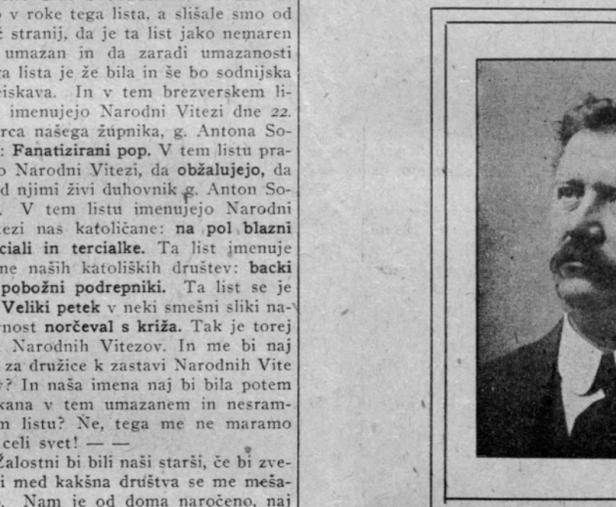 v roke tega lista, a slišale smo od
stranij, da je ta list jako nemaren
umazan in da zaradi umazanosti
lista je že bila in še bo sodnijska
In v tem brezverskem li-
imenujejo Narodni Vitezi dne 22.
našega župnika, g. Antona So-
: Fanatizirani pop. V tem listu pra-
Narodni Vitezi, da obžalujejo, da
njimi živi duhovnik g. Anton So-
. V tem listu imenujejo Narodni
nas katoličane: na pol blazni
in tercialke. Ta list imenuje
naših katoliških društev: backi
pobožni podrepniki. Ta list se je
Veliki petek v neki smešni sliki na-
norčeval s križa. Tak je torej
Narodnih Vitezov. In me bi naj
za družice k zastavi Narodnih Vite
? In naša imena naj bi bila potem
v tem umazanem in nesram-
listu? Ne, tega me ne maramo
celi svet! — —
Žalostni bi bili naši starši, če bi zve-
med kakšna društva se me meša-
Nam je od doma naročeno, naj